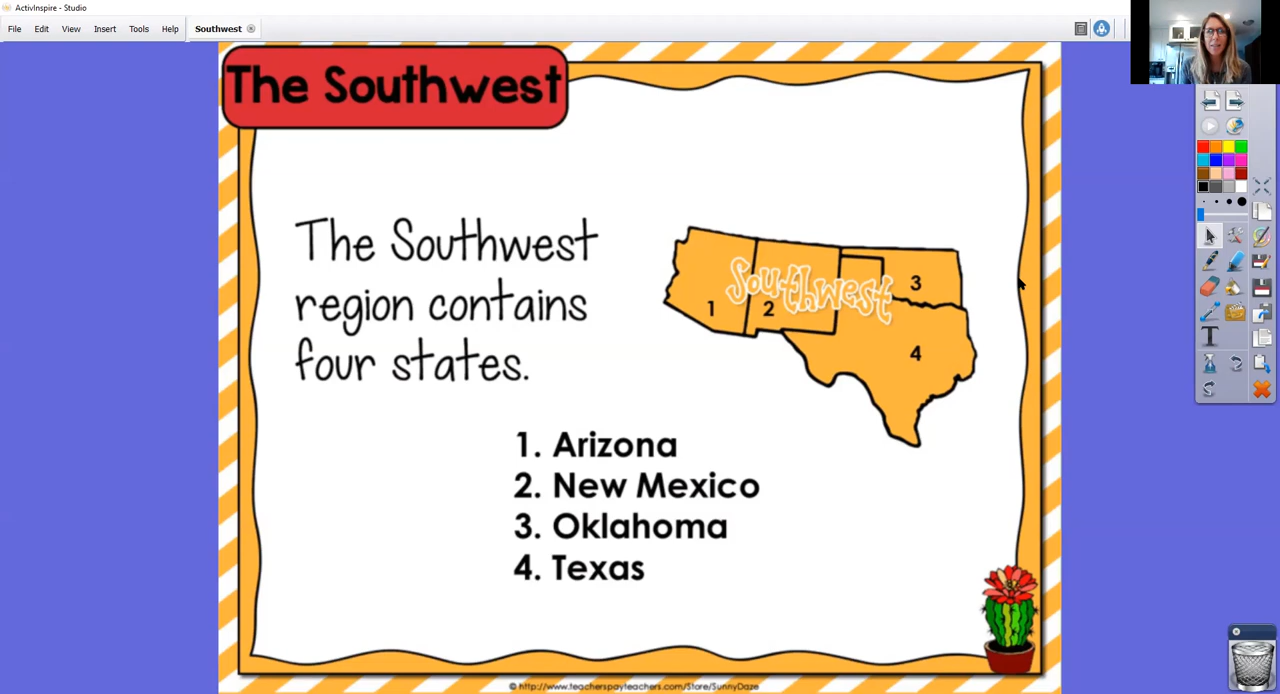 ActivInspire - Studio
File Edit View Insert Tools Help Southwest
The Southwest
The Southwest
region contains
four states.
Southwest
1 2 3
4
1. Arizona
2. New Mexico
3. Oklahoma
4. Texas
© http://www.teacherspayteachers.com/Store/SunnyDaze
T